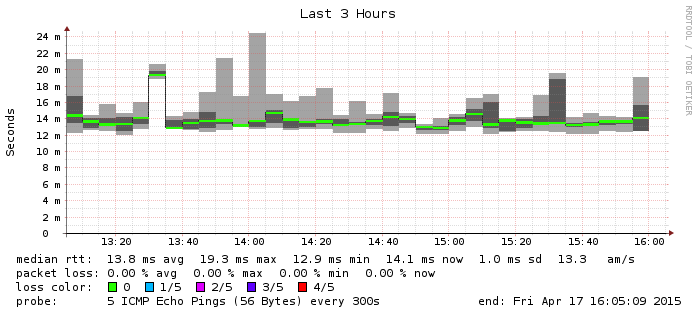 Last 3 Hours
RRDTOOL / TOBI OETIKER
Seconds
24 m
22 m
20 m
18 m
16 m
14 m
12 m
10 m
8 m
6 m
4 m
2 m
0
13:20 13:40 14:00 14:20 14:40 15:00 15:20 15:40 16:00
median rtt: 13.8 ms avg 19.3 ms max 12.9 ms min 14.1 ms now 1.0 ms sd 13.3 am/s
packet loss: 0.00 % avg 0.00 % max 0.00 % min 0.00 % now
loss color: 0 1/5 2/5 3/5 4/5
probe: 5 ICMP Echo Pings (56 Bytes) every 300s end: Fri Apr 17 16:05:09 2015